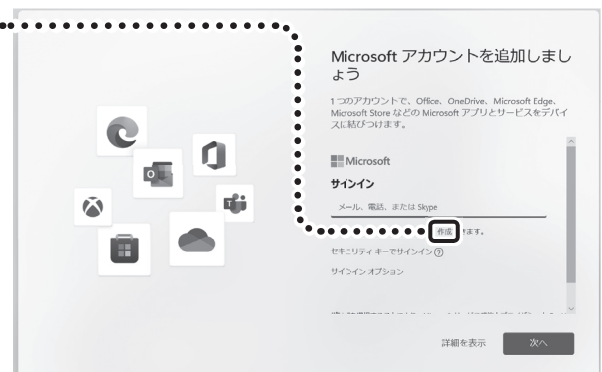 Microsoft アカウントを追加しまし
ょう
1 つのアカウントで、Office、OneDrive、Microsoft Edge、
Microsoft Store などの Microsoft アプリとサービスをデバイ
スに結びつけます。
Microsoft
サインイン
メール、電話、または Skype
作成 きます。
セキュリティ キーでサインイン
サインイン オプション
詳細を表示
次へ